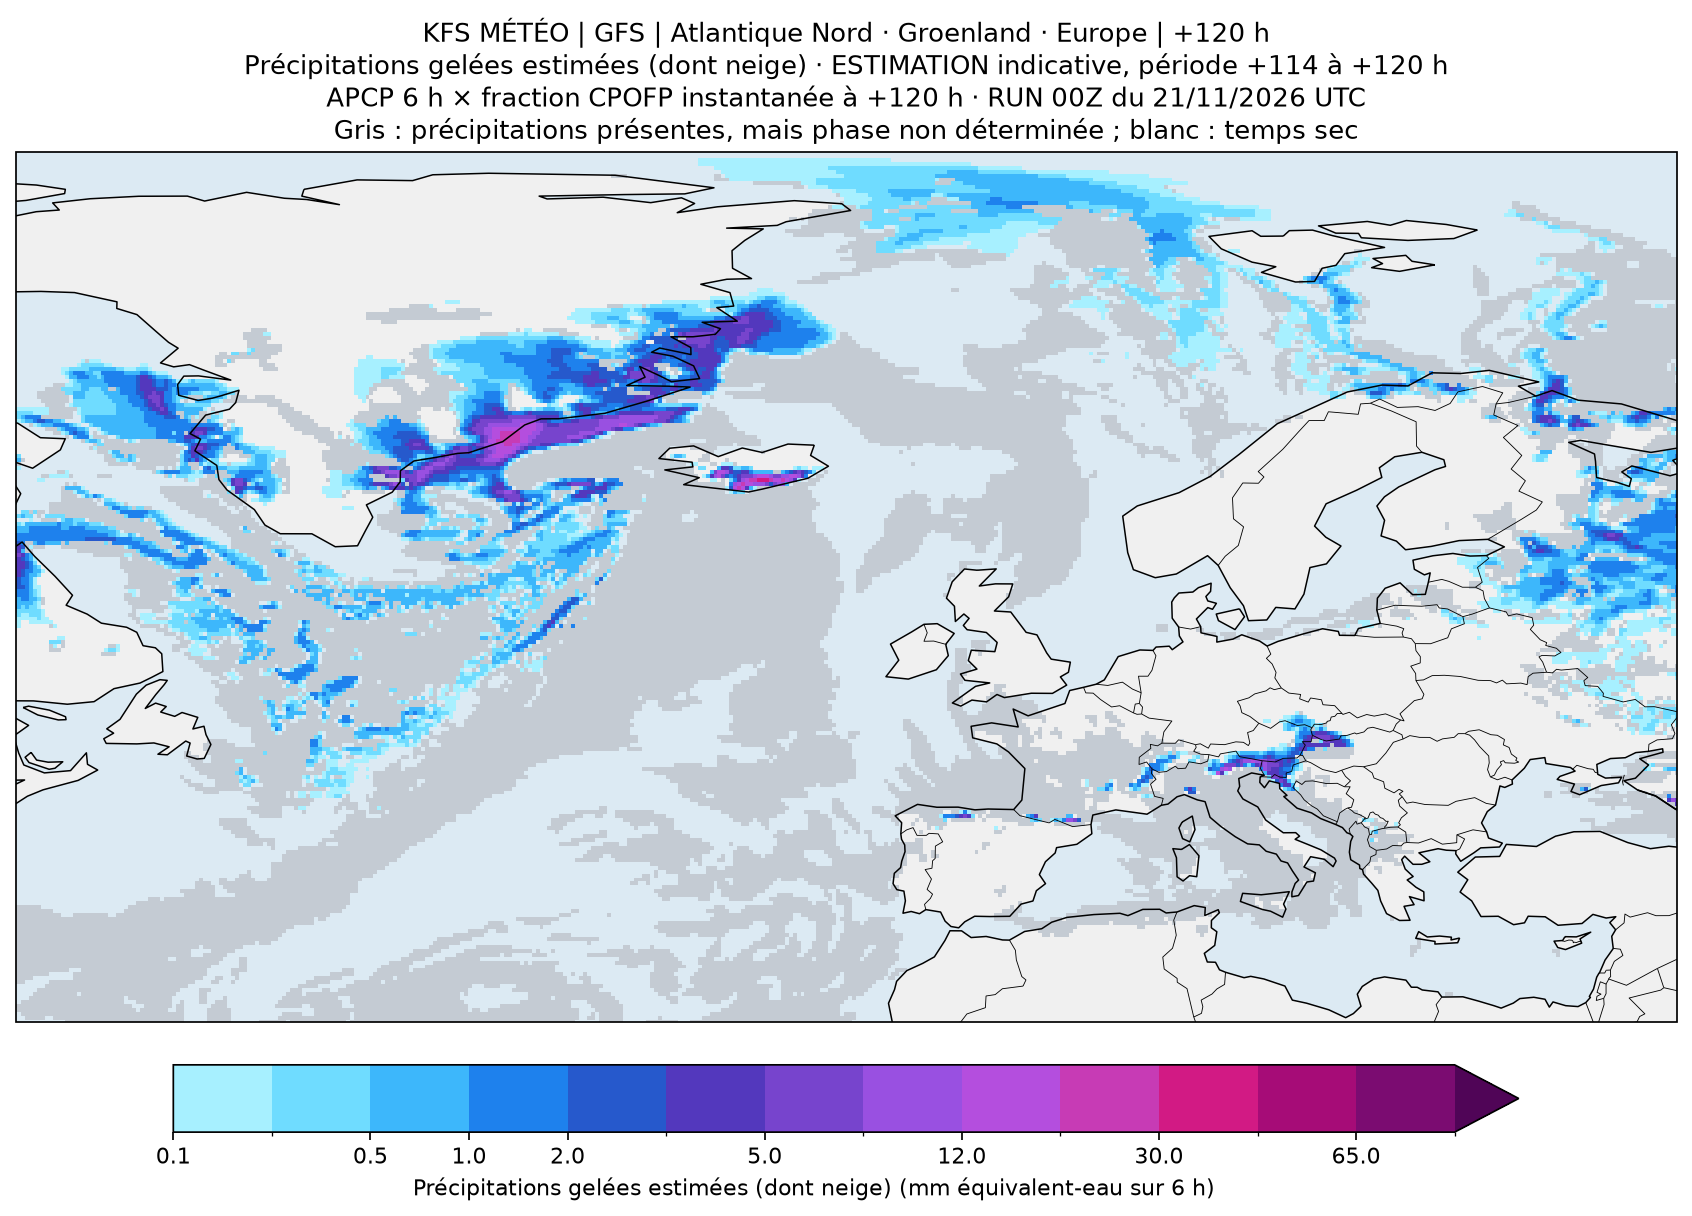 KFS MÉTÉO | GFS | Atlantique Nord · Groenland · Europe | +120 h
Précipitations gelées estimées (dont neige) · ESTIMATION indicative, période +114 à +120 h
APCP 6 h × fraction CPOFP instantanée à +120 h · RUN 00Z du 21/11/2026 UTC
Gris : précipitations présentes, mais phase non déterminée ; blanc : temps sec
0.1 0.5 1.0 2.0 5.0 12.0 30.0 65.0
Précipitations gelées estimées (dont neige) (mm équivalent-eau sur 6 h)